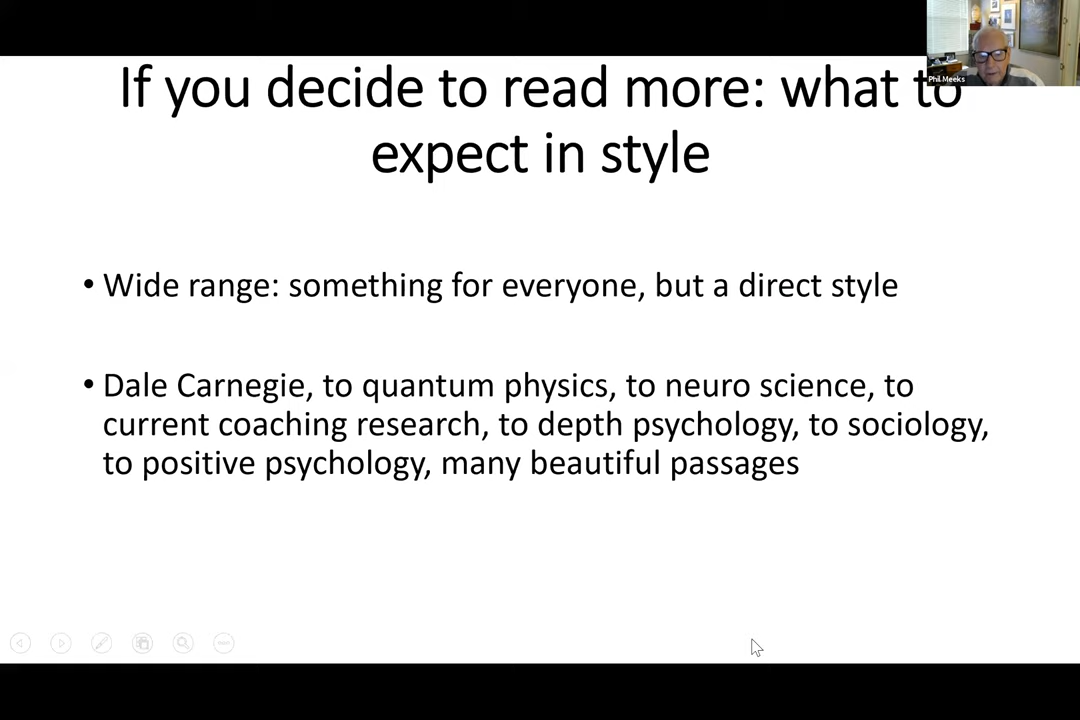 Phil Meeks
If you decide to read more: what to
expect in style
• Wide range: something for everyone, but a direct style
• Dale Carnegie, to quantum physics, to neuro science, to
current coaching research, to depth psychology, to sociology,
to positive psychology, many beautiful passages